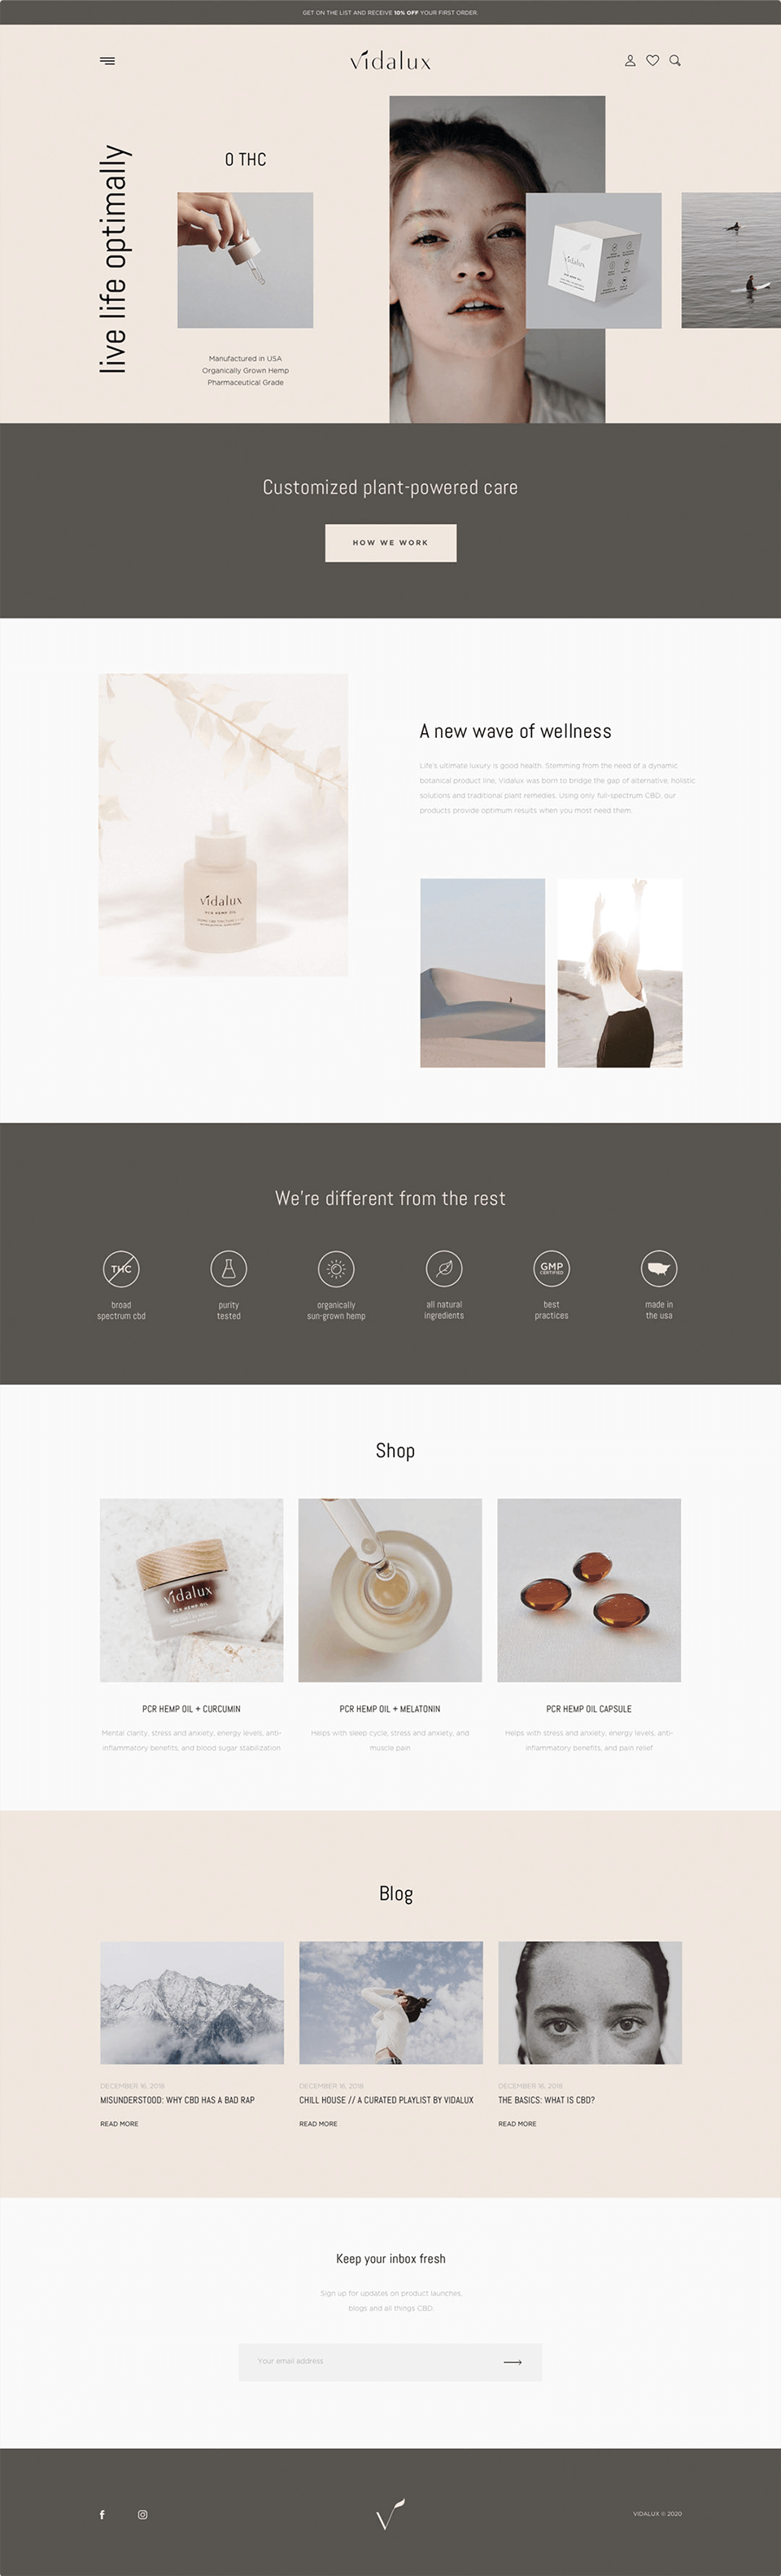 GET ON THE LIST AND RECEIVE 10% OFF YOUR FIRST ORDER.
vidalux
live life optimally
0 THC
Manufactured in USA
Organically Grown Hemp
Pharmaceutical Grade
vidalux
Customized plant-powered care
HOW WE WORK
A new wave of wellness
Life's ultimate luxury is good health. Stemming from the need of a dynamic
botanical product line, Vidalux was born to bridge the gap of alternative, holistic
solutions and traditional plant remedies. Using only full-spectrum CBD, our
products provide optimum results when you most need them.
vidalux
PCR HEMP OIL
We're different from the rest
THC
GMP
CERTIFIED
broad
spectrum cbd
purity
tested
organically
sun-grown hemp
all natural
ingredients
best
practices
made in
the usa
Shop
vidalux
PCR HEMP OIL
PCR HEMP OIL + CURCUMIN
Mental clarity, stress and anxiety, energy levels, anti-
inflammatory benefits, and blood sugar stabilization
PCR HEMP OIL + MELATONIN
Helps with sleep cycle, stress and anxiety, and
muscle pain
PCR HEMP OIL CAPSULE
Helps with stress and anxiety, energy levels, anti-
inflammatory benefits, and pain relief
Blog
DECEMBER 16, 2018
MISUNDERSTOOD: WHY CBD HAS A BAD RAP
READ MORE
DECEMBER 16, 2018
CHILL HOUSE // A CURATED PLAYLIST BY VIDALUX
READ MORE
DECEMBER 16, 2018
THE BASICS: WHAT IS CBD?
READ MORE
Keep your inbox fresh
Sign up for updates on product launches,
blogs and all things CBD.
Your email address
VIDALUX © 2020